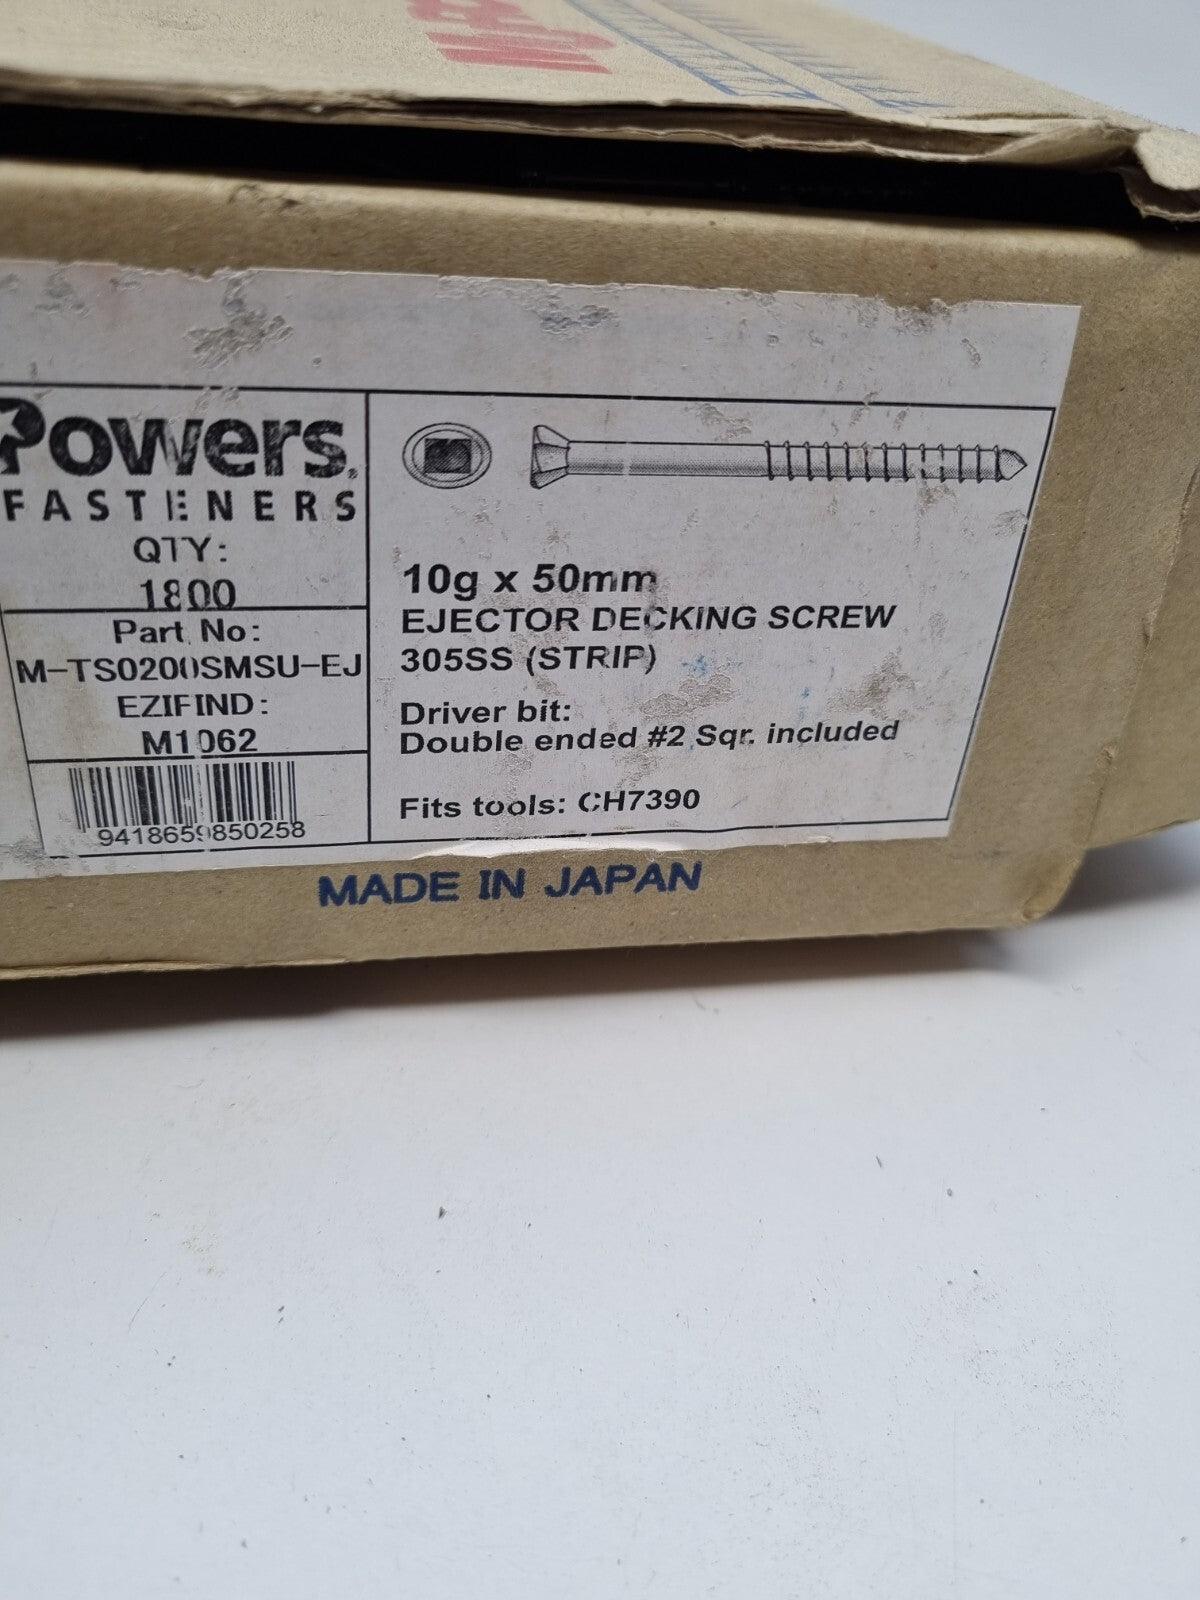 Powers
FASTENERS
QTY:
1800
Part No:
M-TS0200SMSU-EJ
EZIFIND:
M1062
9418659850258
10g x 50mm
EJECTOR DECKING SCREW
305SS (STRIP)
Driver bit:
Double ended #2 Sqr. included
Fits tools: CH7390
MADE IN JAPAN